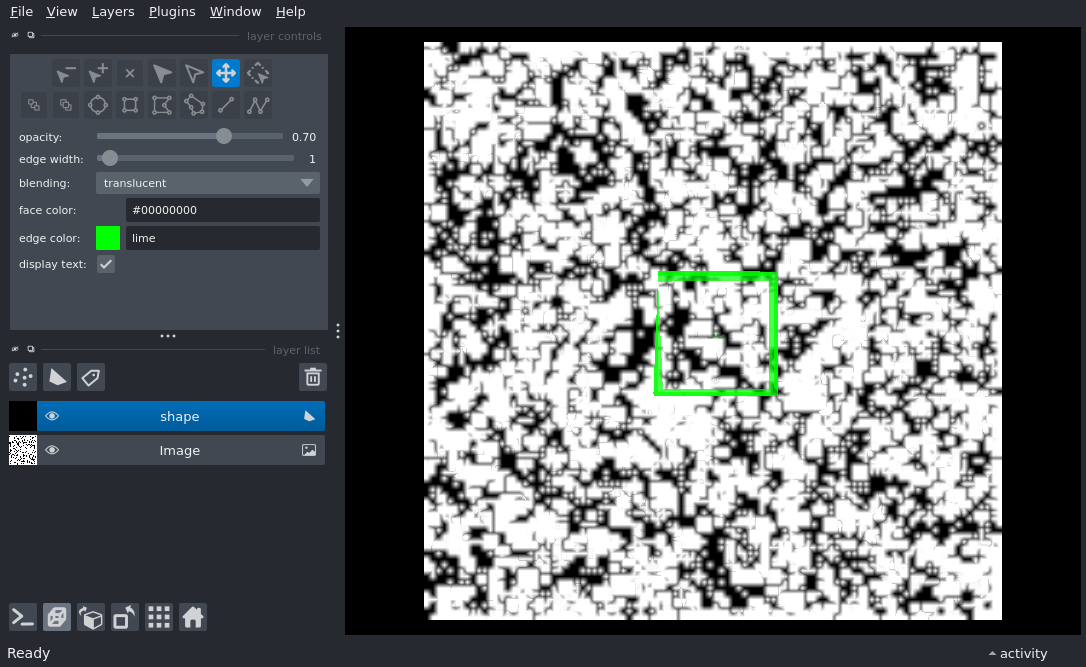 File View Layers Plugins Window Help
layer controls
opacity: 0.70
edge width: 1
blending: translucent
face color: #00000000
edge color: lime
display text:
layer list
shape
Image
Ready
activity